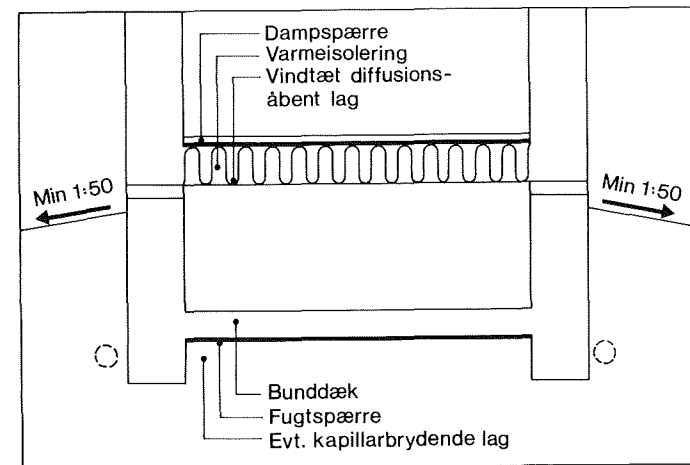 Dampspærre
Varmeisolering
Vindtæt diffusions-
åbent lag
Min 1:50
Min 1:50
Bunddæk
Fugtspærre
Evt. kapillarbrydende lag